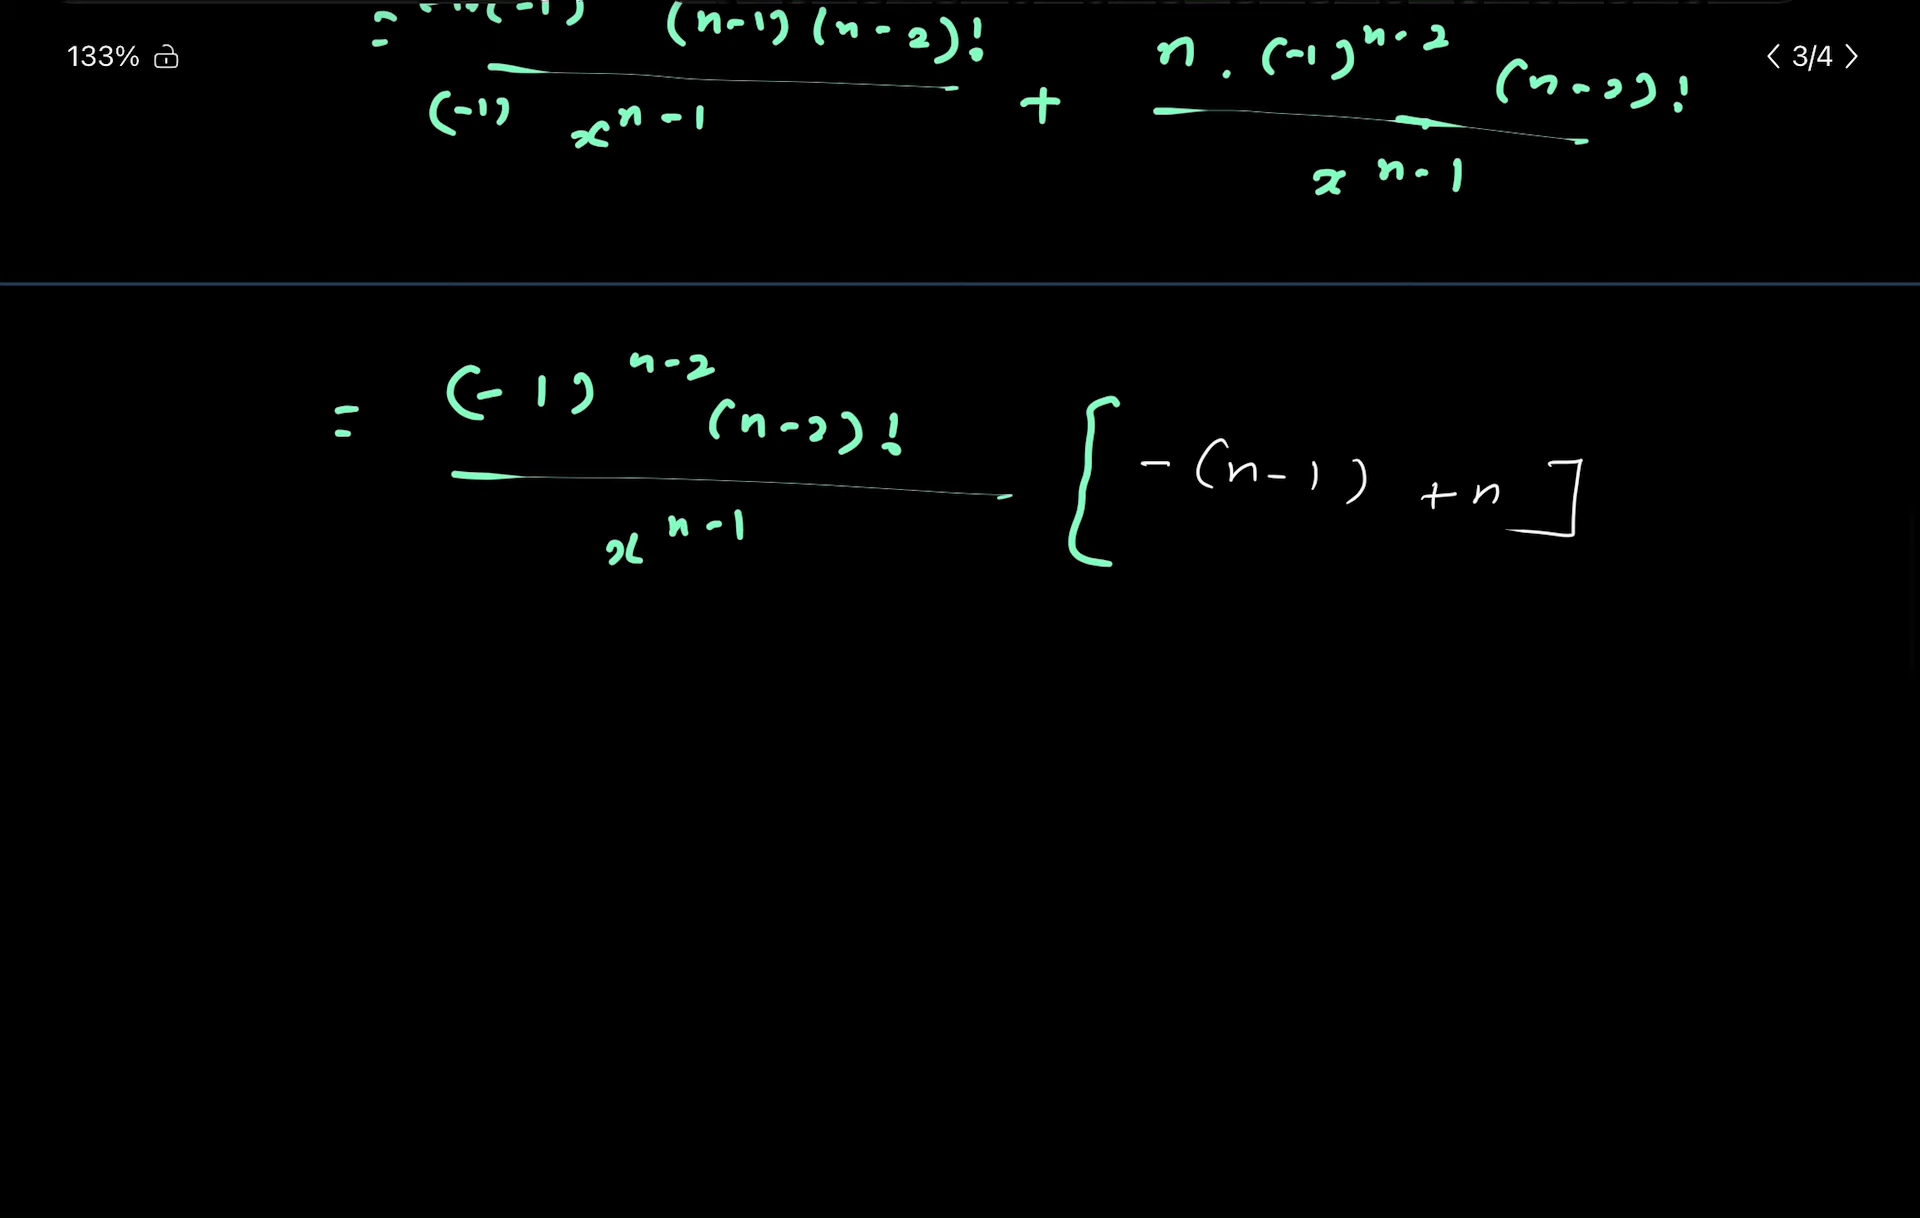 133% 3/4
= (n-1) (n-2)! / (-1) x^{n-1} + n . (-1)^{n-2} (n-2)! / x^{n-1}
= (-1)^{n-2} (n-2)! / x^{n-1} [ -(n-1) + n ]